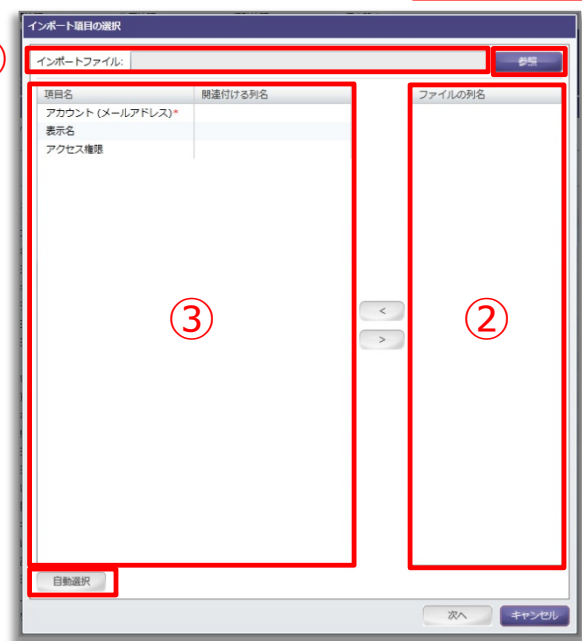 インポート項目の選択
インポートファイル:
参照
項目名 関連付ける列名 ファイルの列名
アカウント (メールアドレス)*
表示名
アクセス権限
③
②
<
>
自動選択
次へ キャンセル